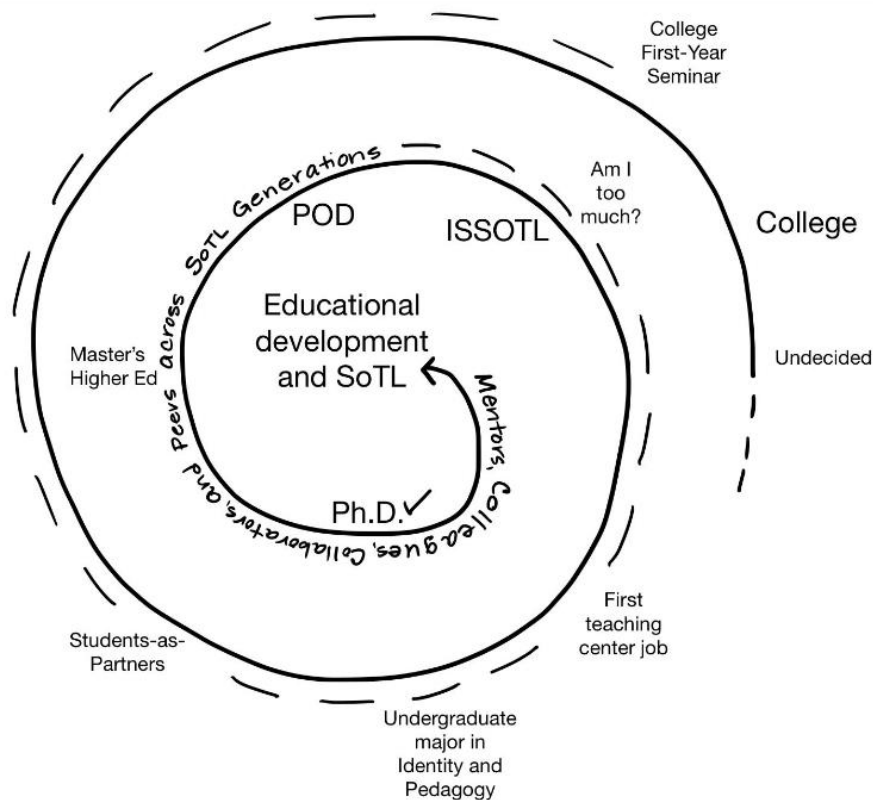 College
First-Year
Seminar
Am I
too
much?
College
SoTL Generations
POD
ISSOTL
Educational
development
and SoTL
Master's
Higher Ed
Undecided
Mentors, Colleagues, Collaborators, and Peers across
Ph.D.✓
First
teaching
center job
Students-as-
Partners
Undergraduate
major in
Identity and
Pedagogy